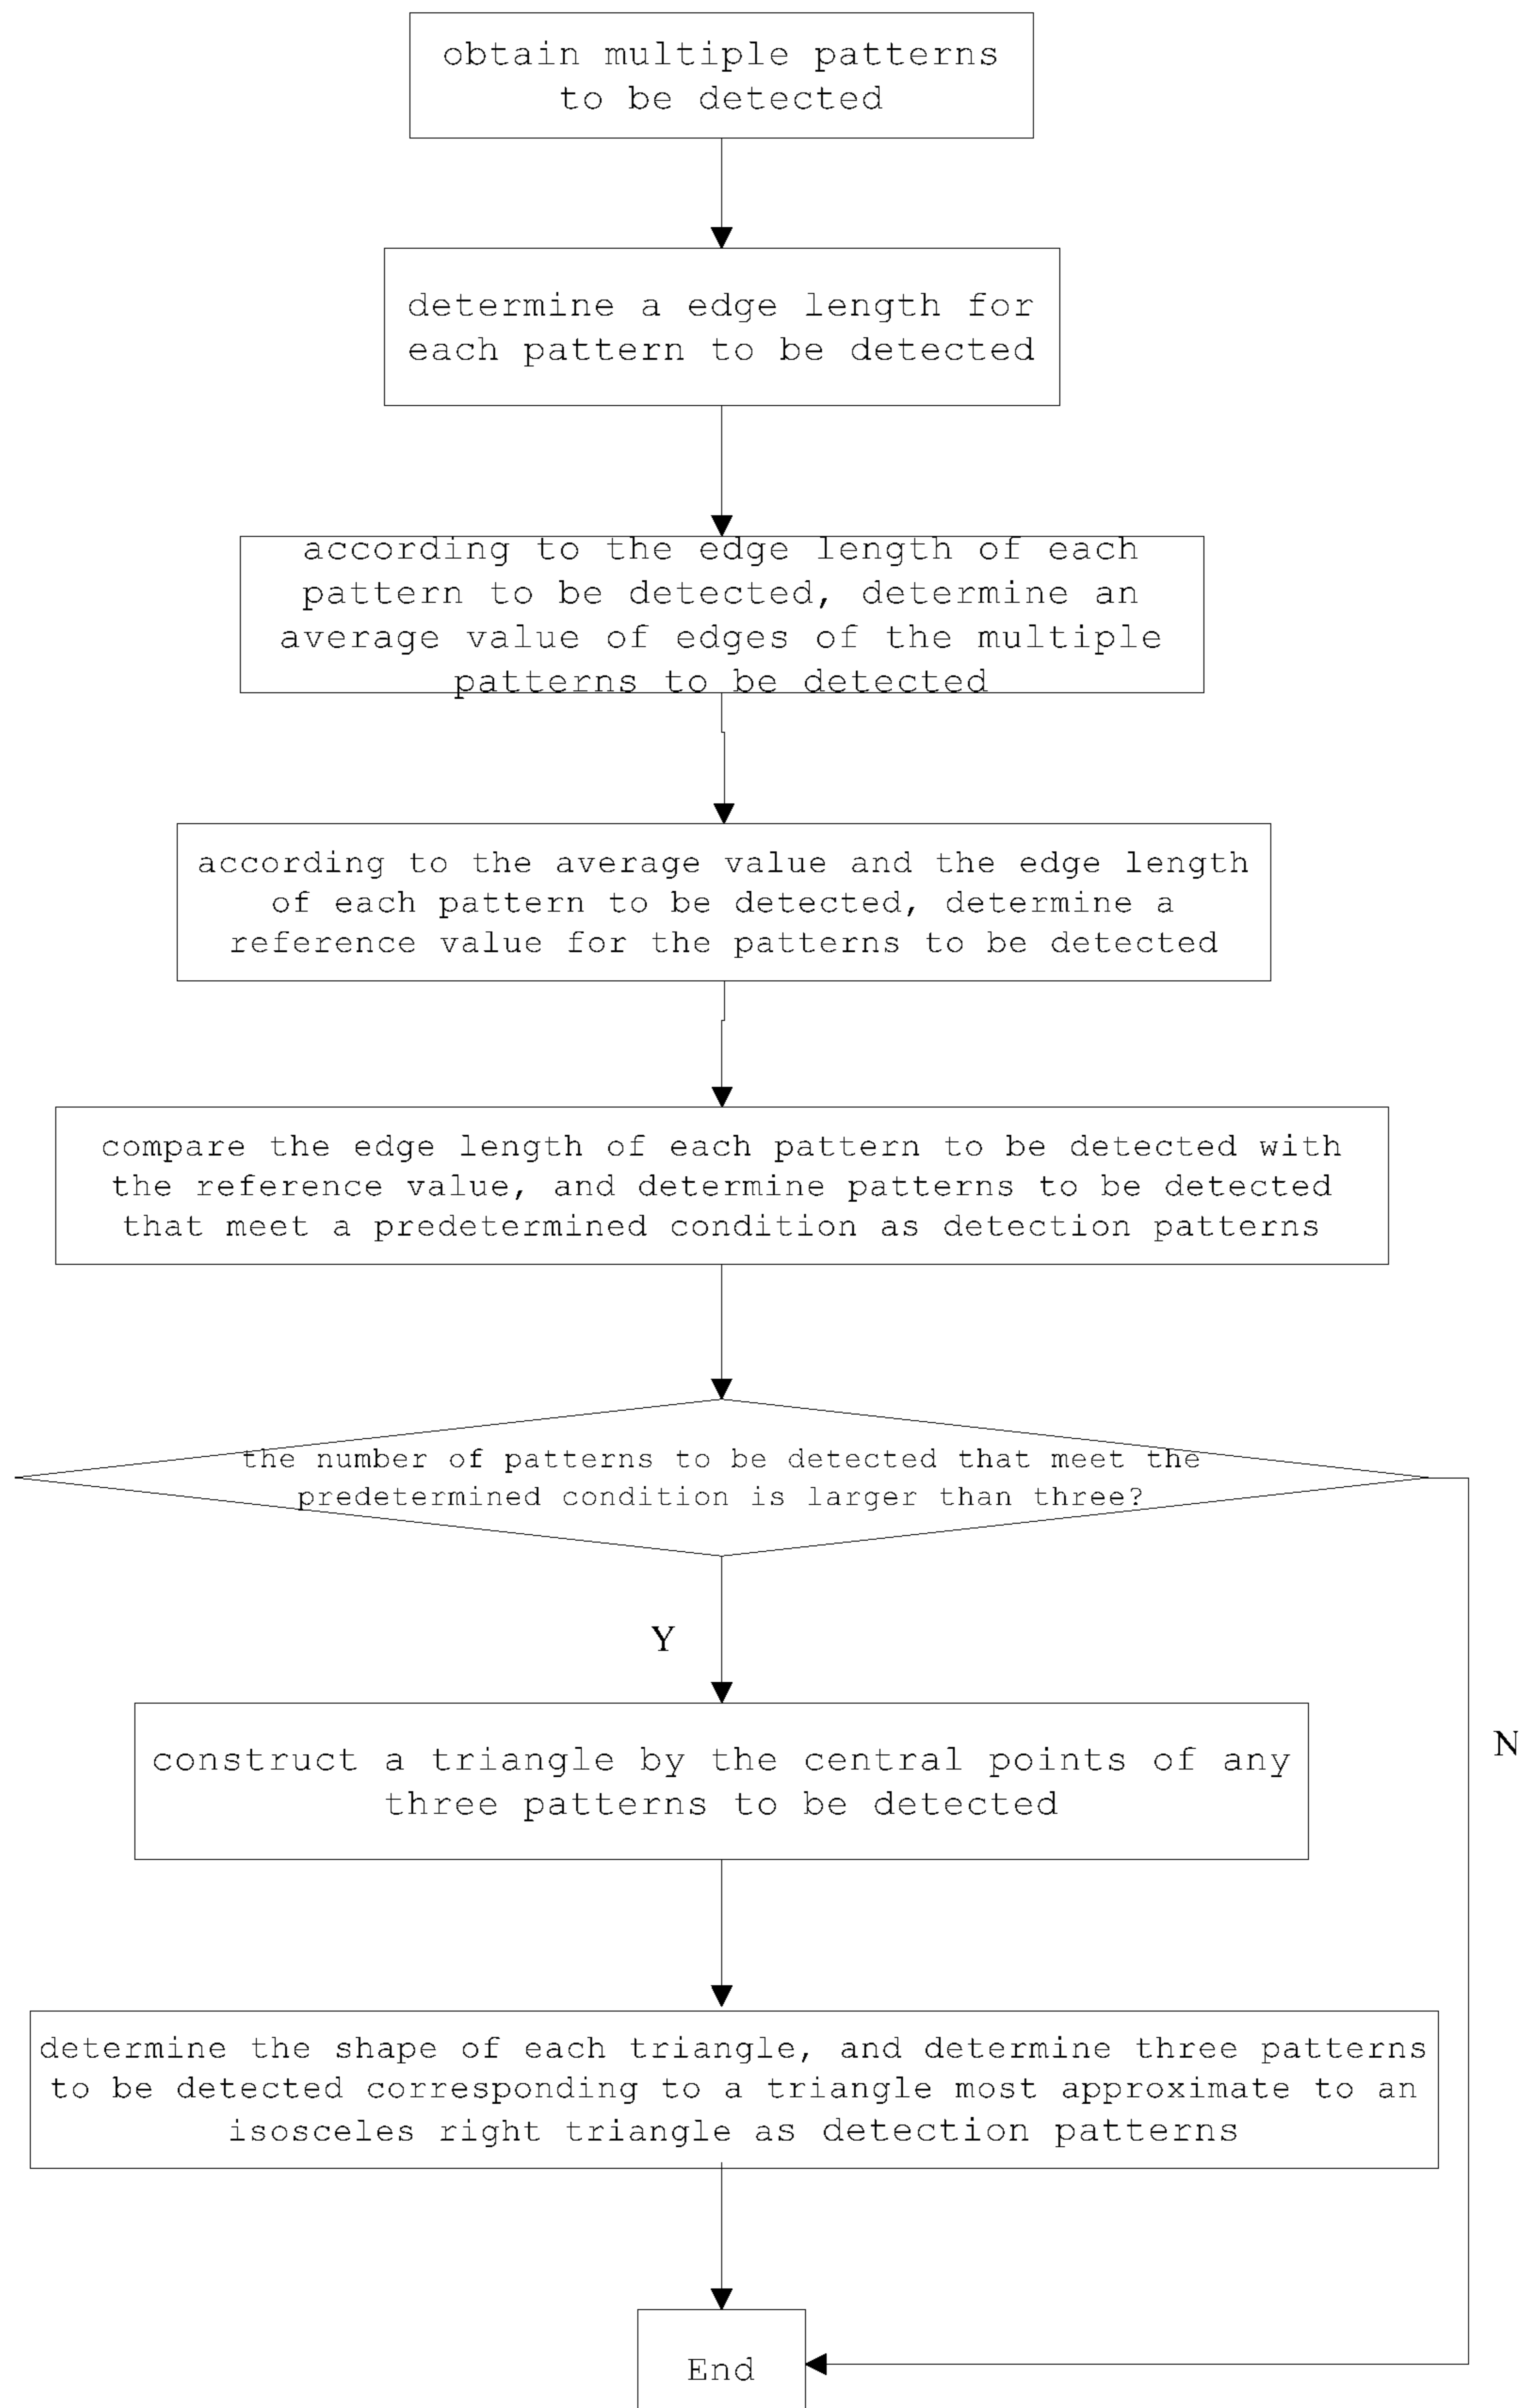 obtain multiple patterns
to be detected
determine a edge length for
each pattern to be detected
according to the edge length of each
pattern to be detected, determine an
average value of edges of the multiple
patterns to be detected
according to the average value and the edge length
of each pattern to be detected, determine a
reference value for the patterns to be detected
compare the edge length of each pattern to be detected with
the reference value, and determine patterns to be detected
that meet a predetermined condition as detection patterns
the number of patterns to be detected that meet the
predetermined condition is larger than three?
Y
N
construct a triangle by the central points of any
three patterns to be detected
determine the shape of each triangle, and determine three patterns
to be detected corresponding to a triangle most approximate to an
isosceles right triangle as detection patterns
End